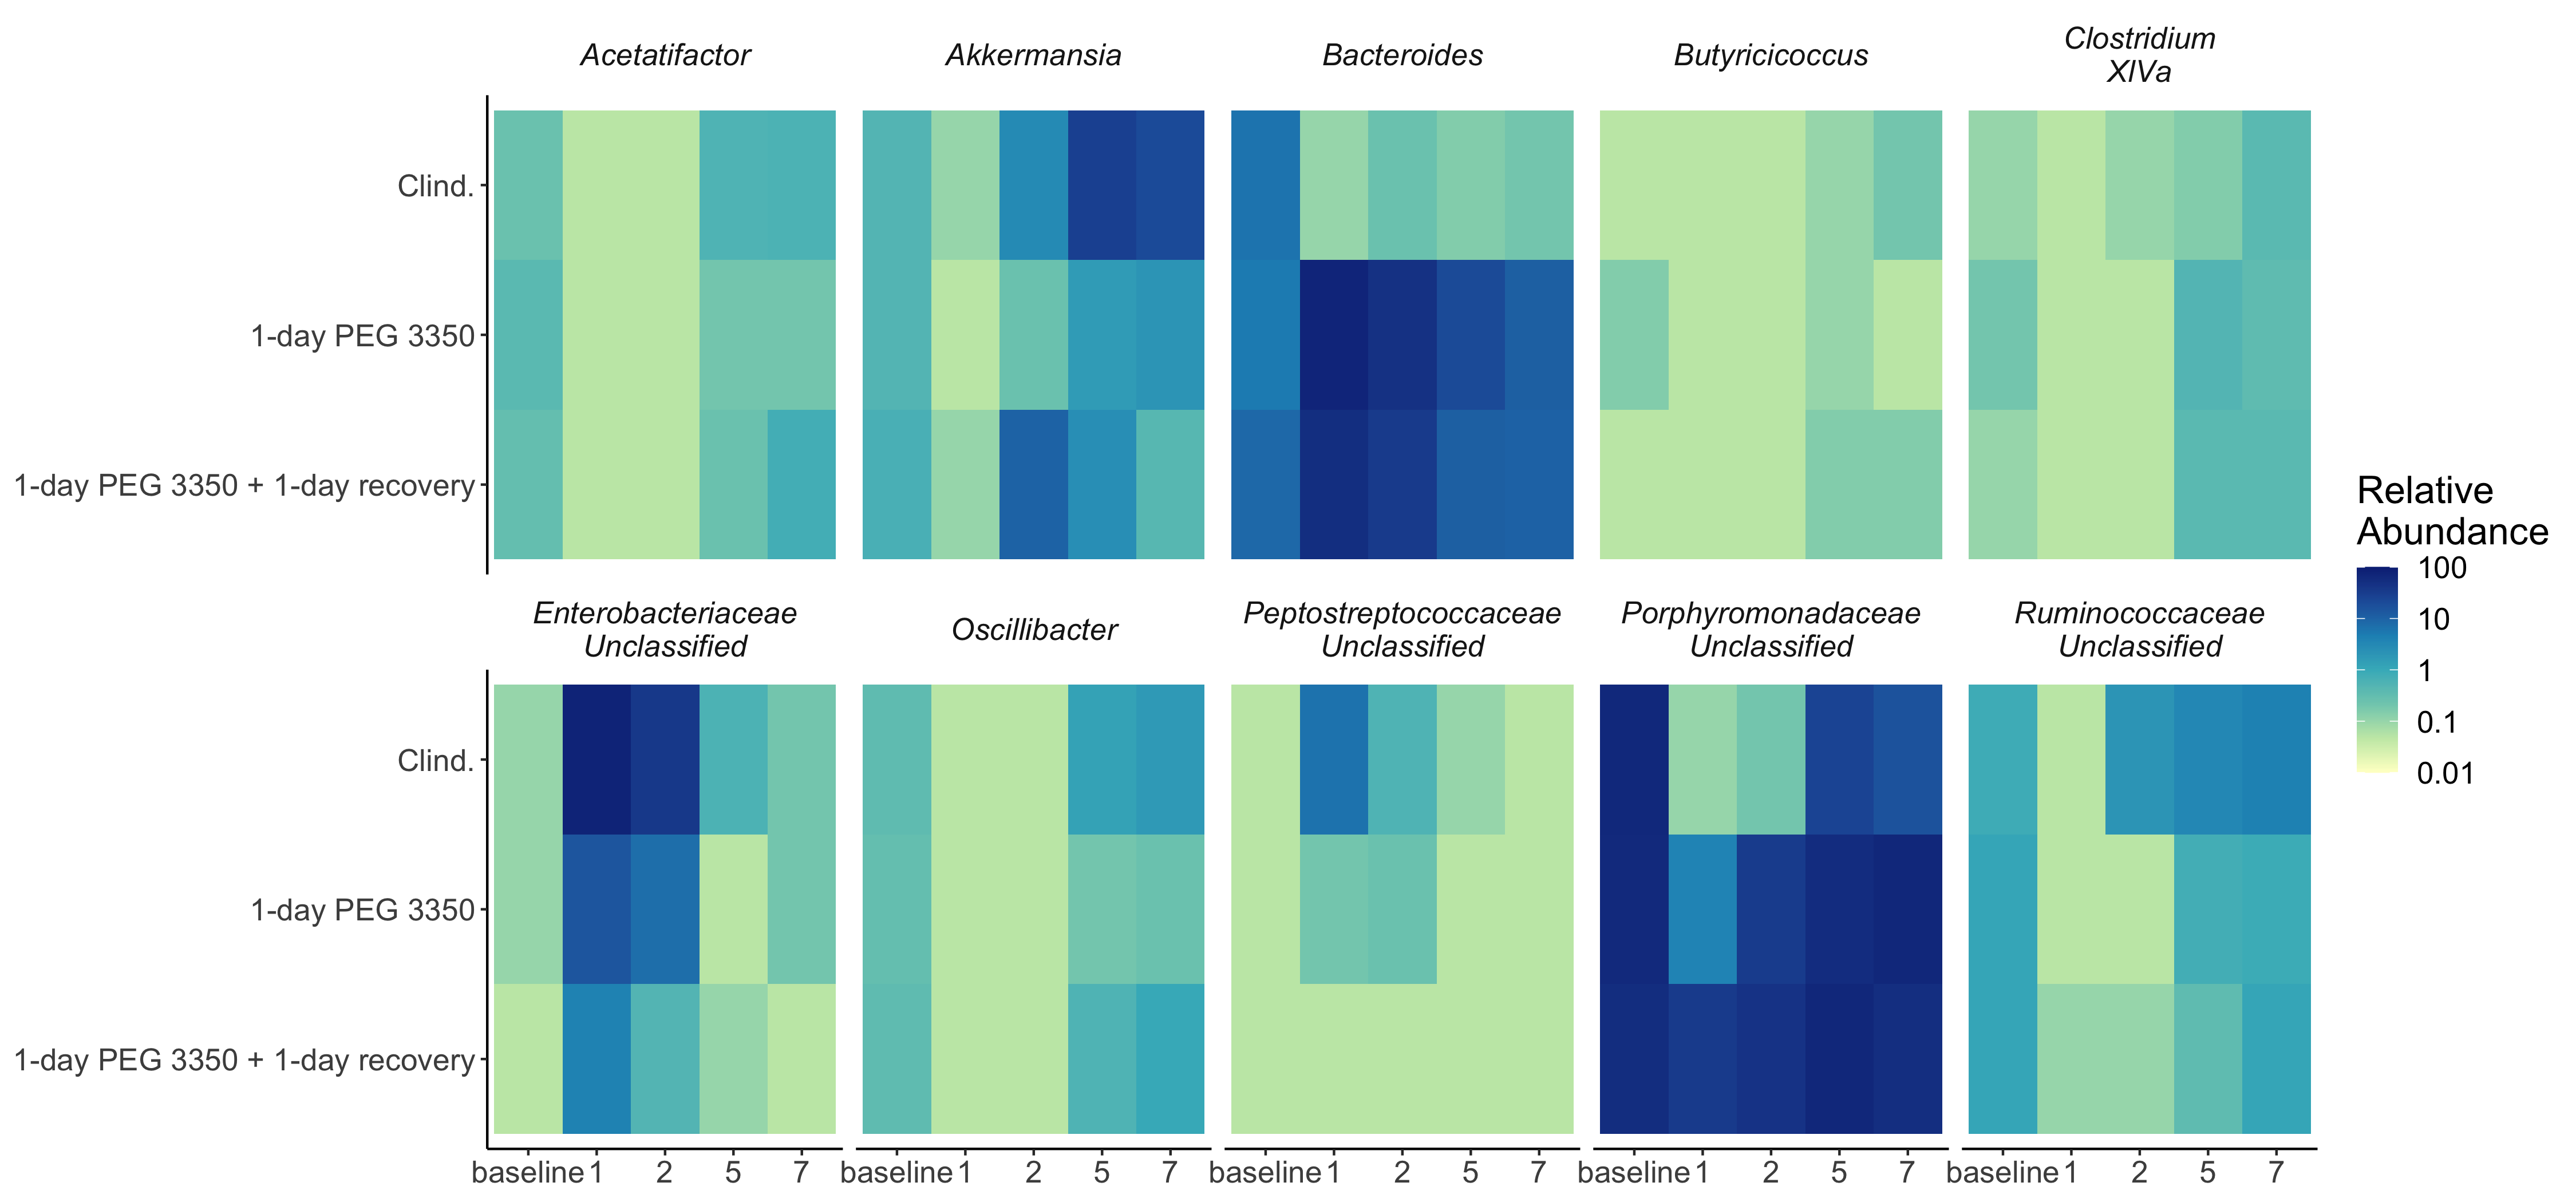 Acetatifactor
Akkermansia
Bacteroides
Butyricicoccus
Clostridium
XIVa
Clind.
1-day PEG 3350
1-day PEG 3350 + 1-day recovery
Enterobacteriaceae
Unclassified
Oscillibacter
Peptostreptococcaceae
Unclassified
Porphyromonadaceae
Unclassified
Ruminococcaceae
Unclassified
Clind.
1-day PEG 3350
1-day PEG 3350 + 1-day recovery
baseline 1 2 5 7
baseline 1 2 5 7
baseline 1 2 5 7
baseline 1 2 5 7
baseline 1 2 5 7
Relative
Abundance
100
10
1
0.1
0.01